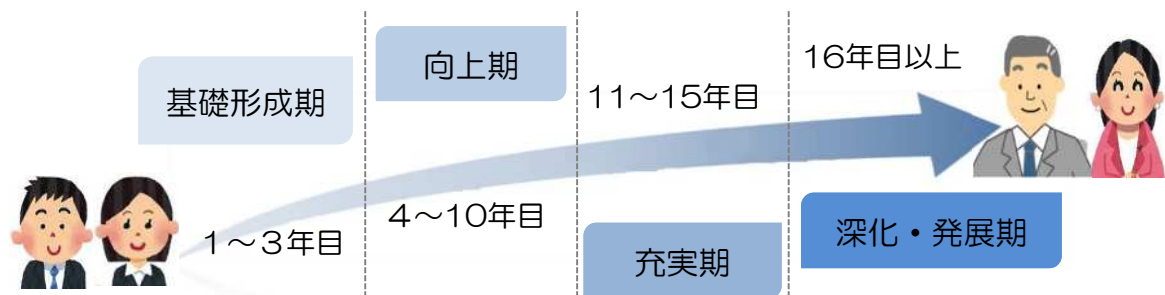 基礎形成期
1～３年目
向上期
4～10年目
11～15年目
充実期
16年目以上
深化・発展期